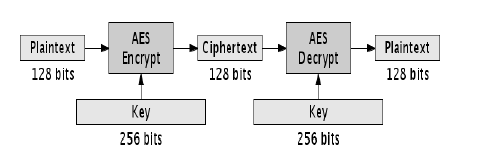 Plaintext
128 bits
AES
Encrypt
Ciphertext
128 bits
AES
Decrypt
Plaintext
128 bits
Key
256 bits
Key
256 bits